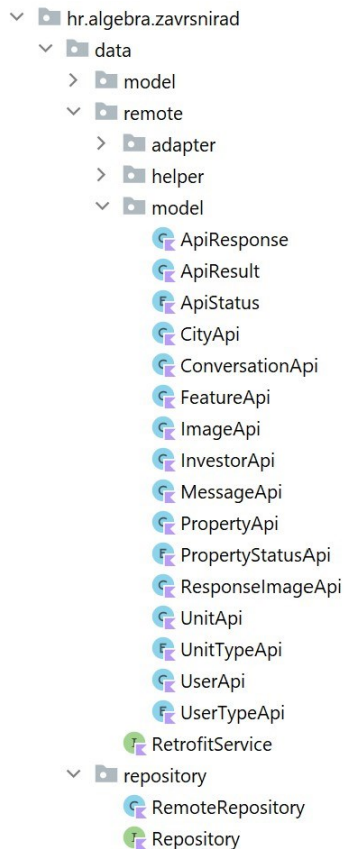 hr.algebra.zavrsnirad
data
model
remote
adapter
helper
model
ApiResponse
ApiResult
ApiStatus
CityApi
ConversationApi
FeatureApi
ImageApi
InvestorApi
MessageApi
PropertyApi
PropertyStatusApi
ResponseImageApi
UnitApi
UnitTypeApi
UserApi
UserTypeApi
RetrofitService
repository
RemoteRepository
Repository